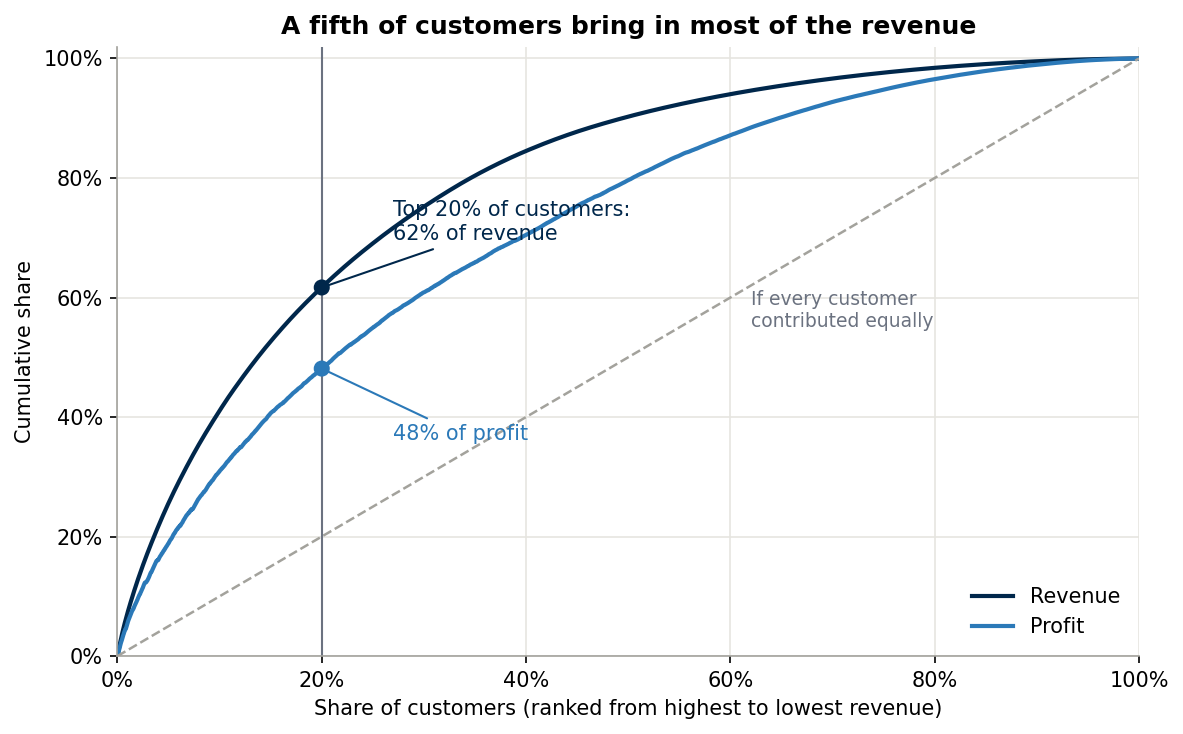 A fifth of customers bring in most of the revenue
Cumulative share
100%
80%
60%
40%
20%
0%
Top 20% of customers:
62% of revenue
48% of profit
If every customer
contributed equally
Revenue
Profit
0%
20%
40%
60%
80%
100%
Share of customers (ranked from highest to lowest revenue)